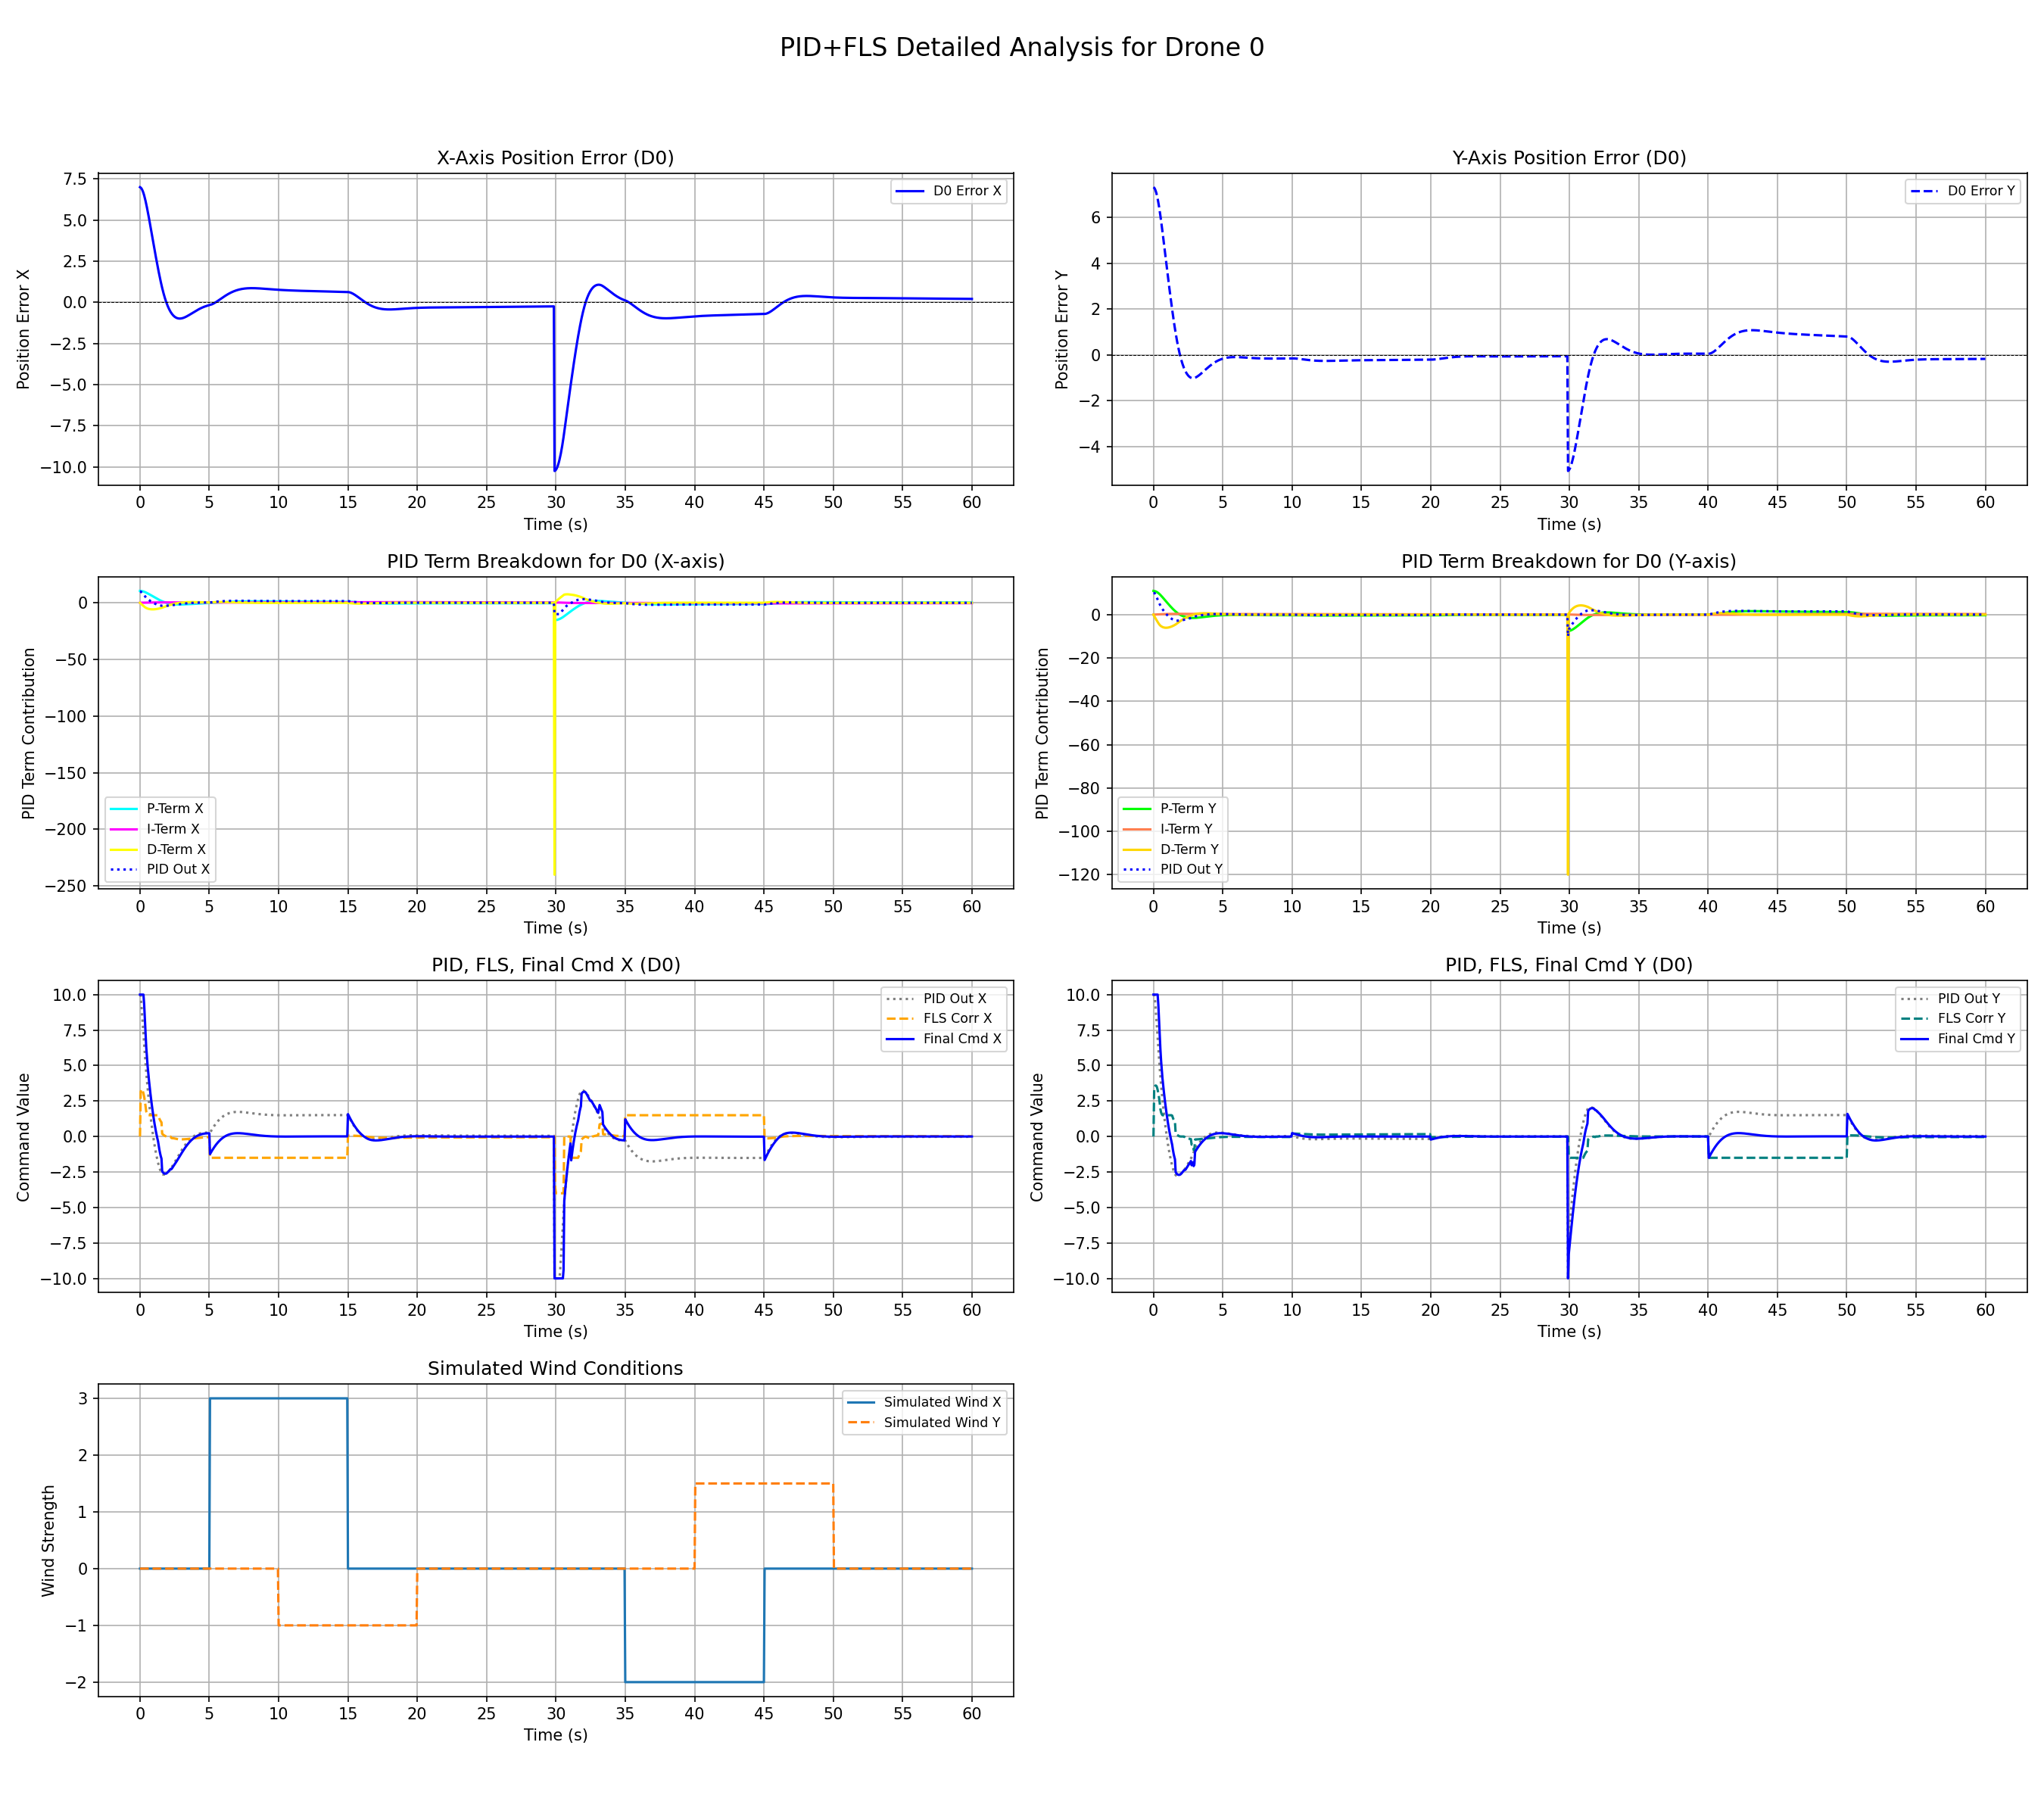 PID+FLS Detailed Analysis for Drone 0
X-Axis Position Error (D0)
Position Error X
7.5
5.0
2.5
0.0
−2.5
−5.0
−7.5
−10.0
D0 Error X
0 5 10 15 20 25 30 35 40 45 50 55 60
Time (s)
Y-Axis Position Error (D0)
Position Error Y
6
4
2
0
−2
−4
D0 Error Y
0 5 10 15 20 25 30 35 40 45 50 55 60
Time (s)
PID Term Breakdown for D0 (X-axis)
PID Term Contribution
0
−50
−100
−150
−200
−250
P-Term X
I-Term X
D-Term X
PID Out X
0 5 10 15 20 25 30 35 40 45 50 55 60
Time (s)
PID Term Breakdown for D0 (Y-axis)
PID Term Contribution
0
−20
−40
−60
−80
−100
−120
P-Term Y
I-Term Y
D-Term Y
PID Out Y
0 5 10 15 20 25 30 35 40 45 50 55 60
Time (s)
PID, FLS, Final Cmd X (D0)
Command Value
10.0
7.5
5.0
2.5
0.0
−2.5
−5.0
−7.5
−10.0
PID Out X
FLS Corr X
Final Cmd X
0 5 10 15 20 25 30 35 40 45 50 55 60
Time (s)
PID, FLS, Final Cmd Y (D0)
Command Value
10.0
7.5
5.0
2.5
0.0
−2.5
−5.0
−7.5
−10.0
PID Out Y
FLS Corr Y
Final Cmd Y
0 5 10 15 20 25 30 35 40 45 50 55 60
Time (s)
Simulated Wind Conditions
Wind Strength
3
2
1
0
−1
−2
Simulated Wind X
Simulated Wind Y
0 5 10 15 20 25 30 35 40 45 50 55 60
Time (s)